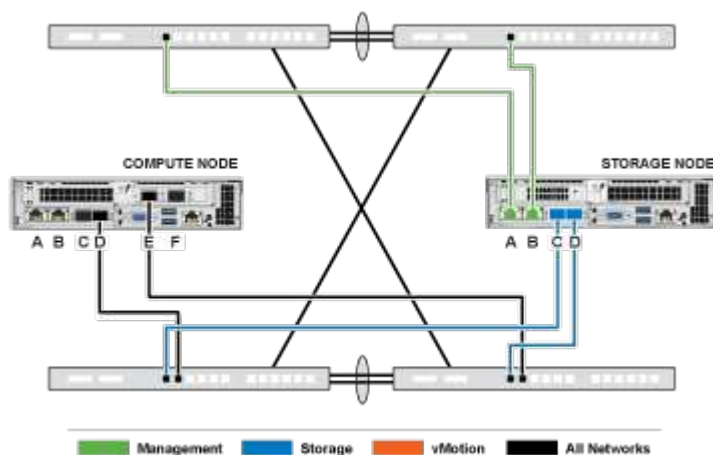 COMPUTE NODE
STORAGE NODE
A B C D E F
A B C D
Management Storage vMotion All Networks